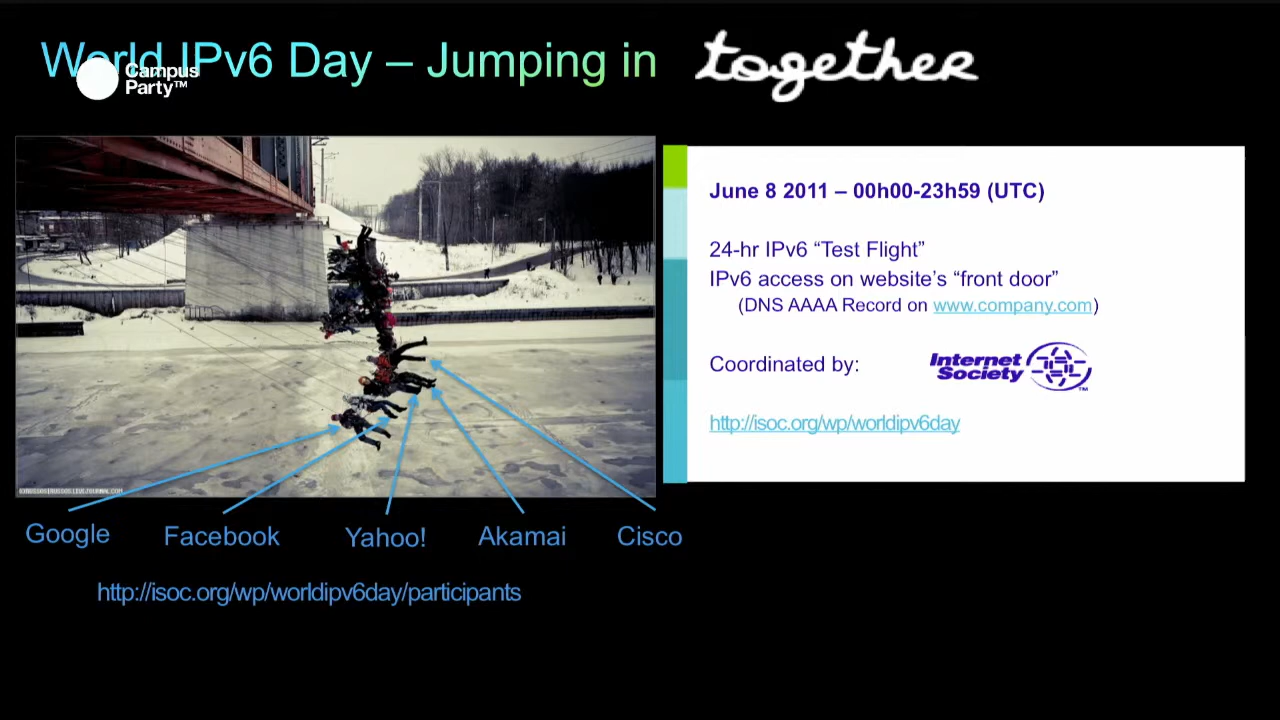 World IPv6 Day – Jumping in together
Campus
Party™
June 8 2011 – 00h00-23h59 (UTC)
24-hr IPv6 “Test Flight”
IPv6 access on website’s “front door”
(DNS AAAA Record on www.company.com)
Coordinated by:
Internet
Society
TM
http://isoc.org/wp/worldipv6day
Google
Facebook
Yahoo!
Akamai
Cisco
http://isoc.org/wp/worldipv6day/participants